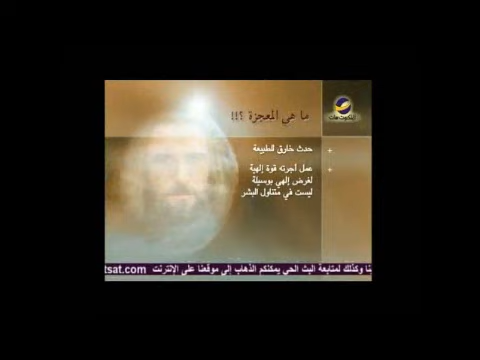 ما هي المعجزة ؟!!
+ حدث خارق للطبيعة
+ عمل أجرته قوة إلهية
لغرض إلهي بوسيلة
ليست في متناول البشر
نا وكذلك لمتابعة البث الحي يمكنكم الذهاب إلى موقعنا على الإنترنت tsat.com